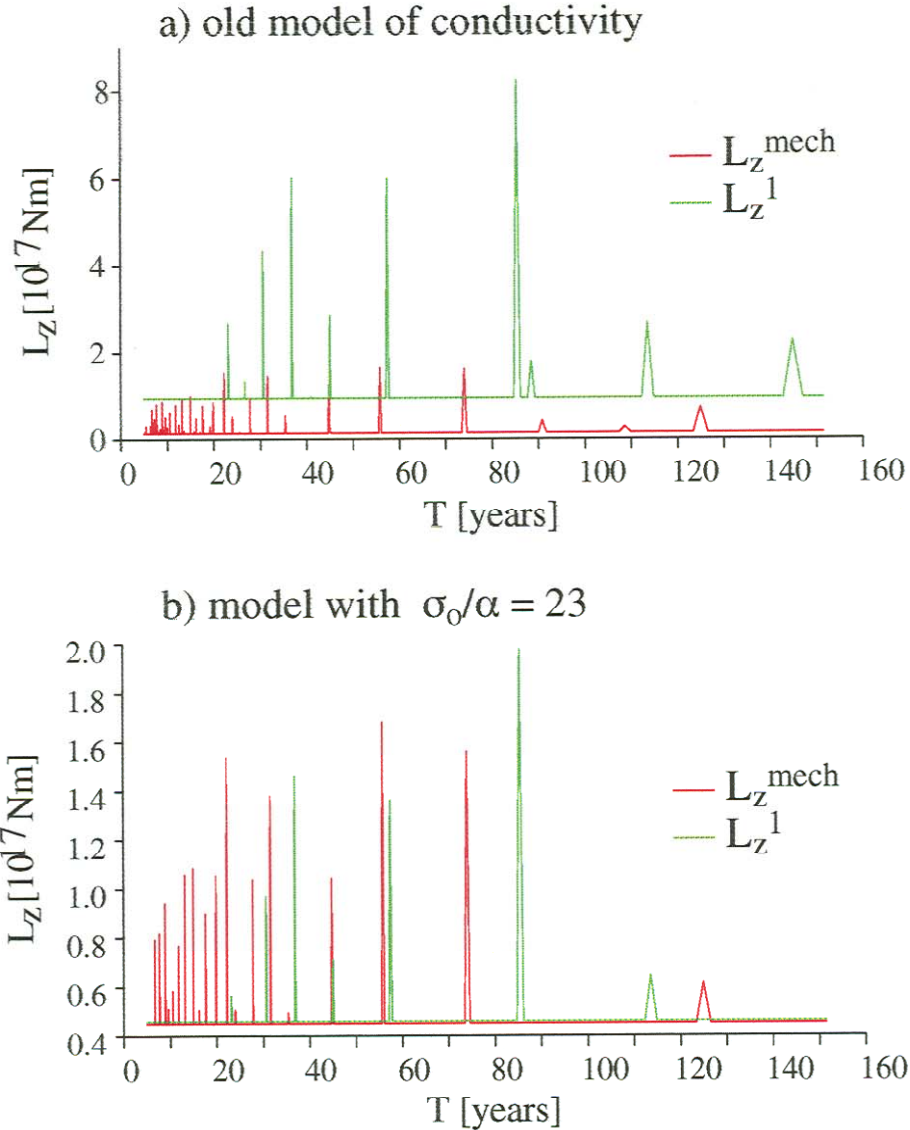 a) old model of conductivity
8
6
4
2
0
L_z [10^17 Nm]
L_z^mech
L_z^1
0 20 40 60 80 100 120 140 160
T [years]
b) model with σ_o/α = 23
2.0
1.8
1.6
1.4
1.2
1.0
0.8
0.6
0.4
L_z [10^17 Nm]
L_z^mech
L_z^1
0 20 40 60 80 100 120 140 160
T [years]